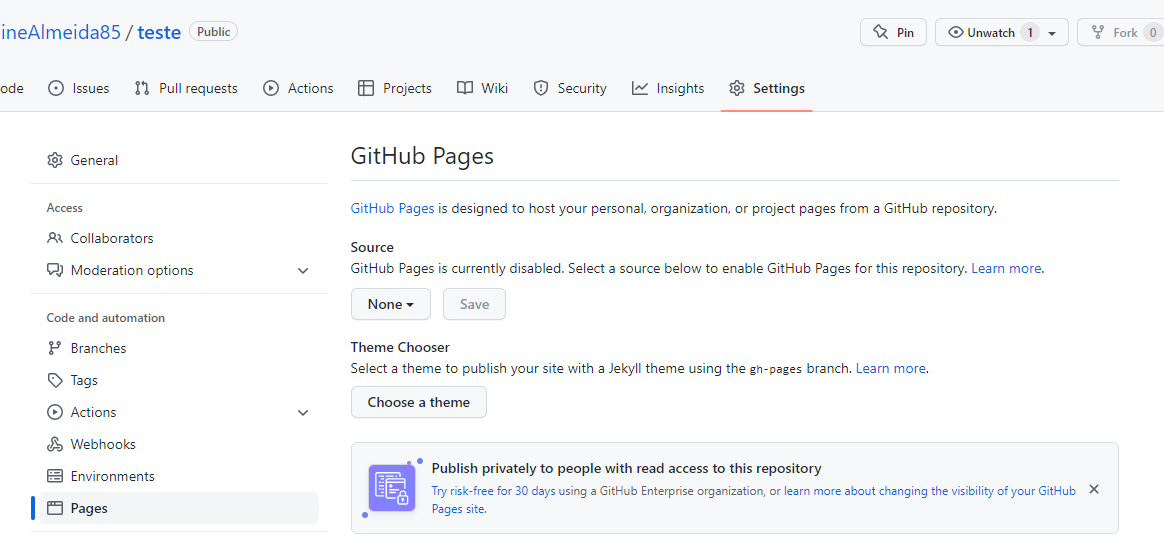 ineAlmeida85 / teste Public
Pin Unwatch 1 Fork 0
ode Issues Pull requests Actions Projects Wiki Security Insights Settings
General
Access
Collaborators
Moderation options
Code and automation
Branches
Tags
Actions
Webhooks
Environments
Pages
GitHub Pages
GitHub Pages is designed to host your personal, organization, or project pages from a GitHub repository.
Source
GitHub Pages is currently disabled. Select a source below to enable GitHub Pages for this repository. Learn more.
None Save
Theme Chooser
Select a theme to publish your site with a Jekyll theme using the gh-pages branch. Learn more.
Choose a theme
Publish privately to people with read access to this repository
Try risk-free for 30 days using a GitHub Enterprise organization, or learn more about changing the visibility of your GitHub
Pages site.